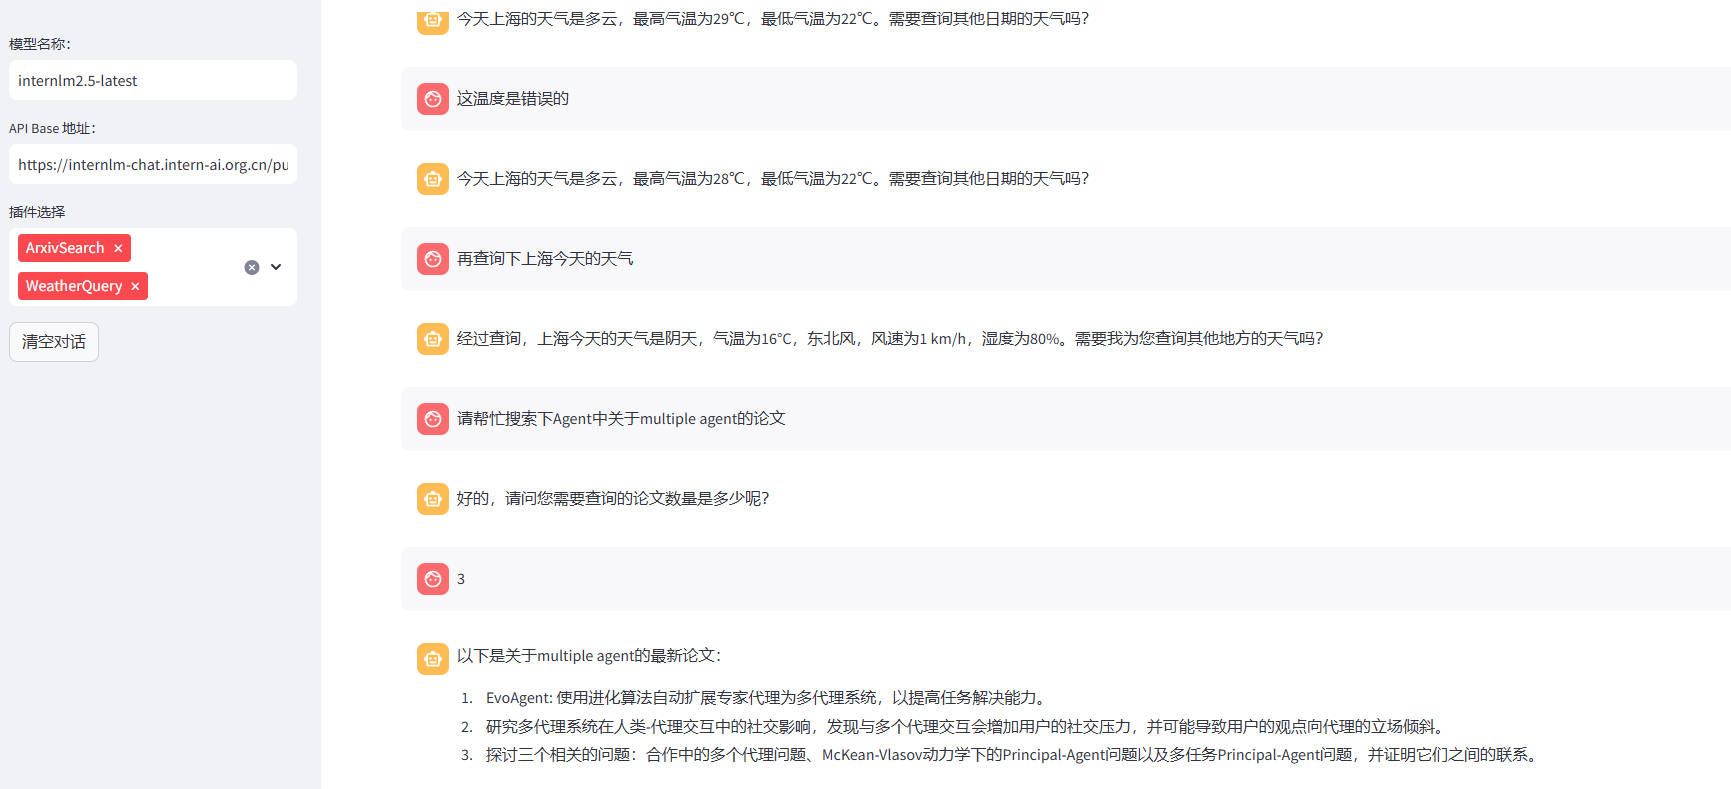 模型名称：
internlm2.5-latest
API Base 地址：
https://internlm-chat.intern-ai.org.cn/pu
插件选择
ArxivSearch ×
WeatherQuery ×
清空对话
今天上海的天气是多云，最高气温为29℃，最低气温为22℃。需要查询其他日期的天气吗？
这温度是错误的
今天上海的天气是多云，最高气温为28℃，最低气温为22℃。需要查询其他日期的天气吗？
再查询下上海今天的天气
经过查询，上海今天的天气是阴天，气温为16°C，东北风，风速为1 km/h，湿度为80%。需要我为您查询其他地方的天气吗？
请帮忙搜索下Agent中关于multiple agent的论文
好的，请问您需要查询的论文数量是多少呢？
3
以下是关于multiple agent的最新论文：
1. EvoAgent: 使用进化算法自动扩展专家代理为多代理系统，以提高任务解决能力。
2. 研究多代理系统在人类-代理交互中的社交影响，发现与多个代理交互会增加用户的社交压力，并可能导致用户的观点向代理的立场倾斜。
3. 探讨三个相关的问题：合作中的多个代理问题、McKean-Vlasov动力学下的Principal-Agent问题以及多任务Principal-Agent问题，并证明它们之间的联系。